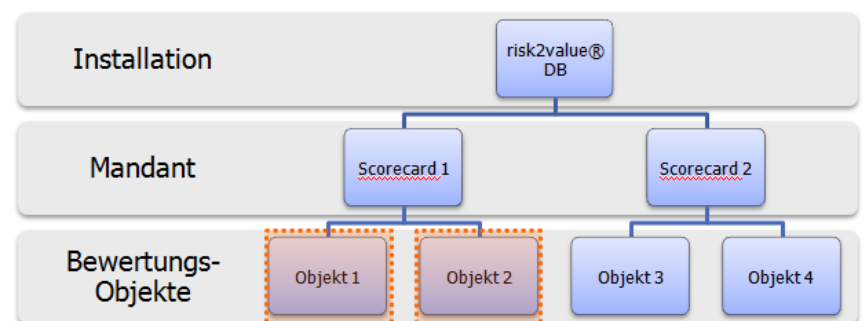 Installation
risk2value®
DB
Mandant
Scorecard 1
Scorecard 2
Bewertungs-
Objekte
Objekt 1
Objekt 2
Objekt 3
Objekt 4